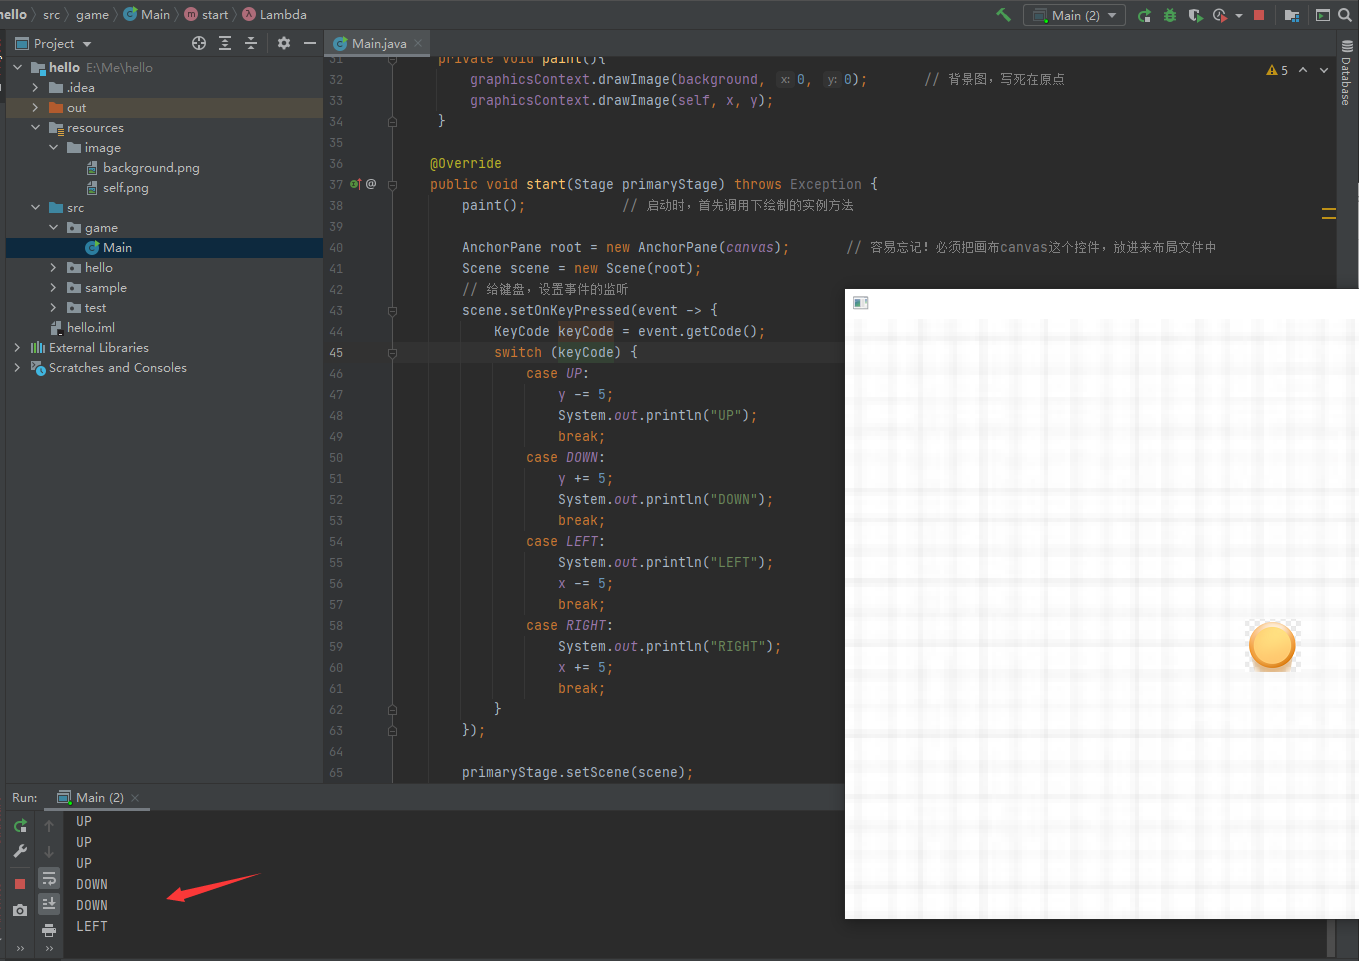 hello src game Main start Lambda Main (2)
Project Main.java
hello E:\Me\hello
.idea
out
resources
image
background.png
self.png
src
game
Main
hello
sample
test
hello.iml
External Libraries
Scratches and Consoles
31 private void paint(){
32 graphicsContext.drawImage(background, x: 0, y: 0); // 背景图，写死在原点
33 graphicsContext.drawImage(self, x, y);
34 }
35
36 @Override
37 @ public void start(Stage primaryStage) throws Exception {
38 paint(); // 启动时，首先调用下绘制的实例方法
39
40 AnchorPane root = new AnchorPane(canvas); // 容易忘记！必须把画布canvas这个控件，放进来布局文件中
41 Scene scene = new Scene(root);
42 // 给键盘，设置事件的监听
43 scene.setOnKeyPressed(event -> {
44 KeyCode keyCode = event.getCode();
45 switch (keyCode) {
46 case UP:
47 y -= 5;
48 System.out.println("UP");
49 break;
50 case DOWN:
51 y += 5;
52 System.out.println("DOWN");
53 break;
54 case LEFT:
55 System.out.println("LEFT");
56 x -= 5;
57 break;
58 case RIGHT:
59 System.out.println("RIGHT");
60 x += 5;
61 break;
62 }
63 });
64
65 primaryStage.setScene(scene);
5
Database
Run: Main (2)
UP
UP
UP
DOWN
DOWN
LEFT